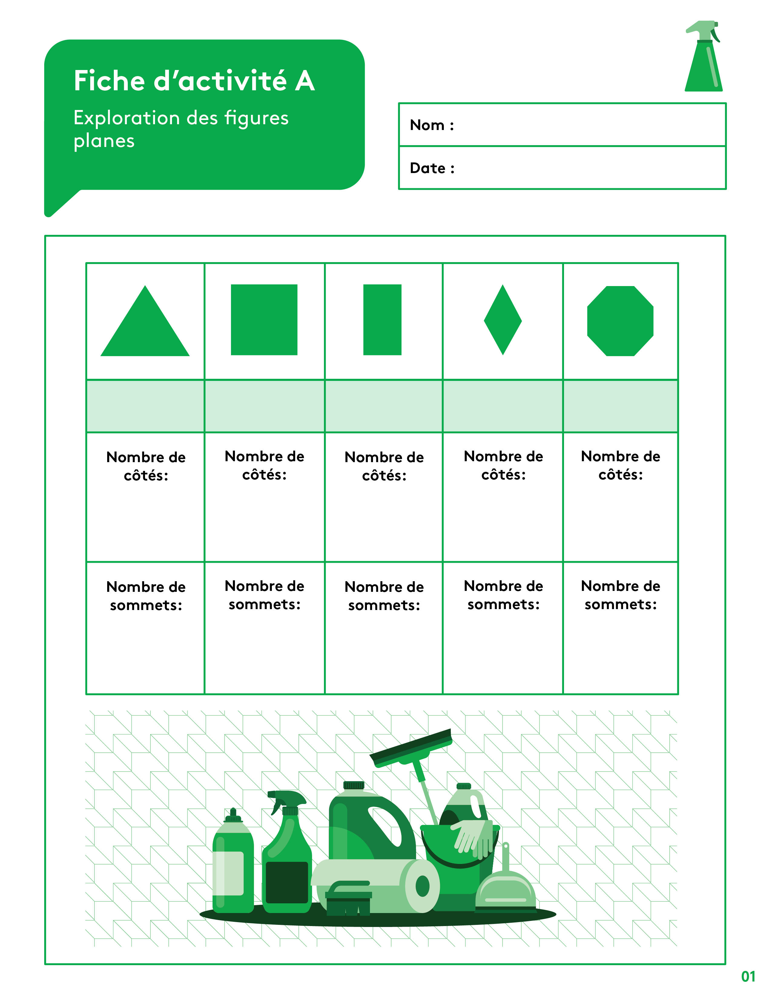 Fiche d’activité A
Exploration des figures
planes
Nom :
Date :
Nombre de
côtés:
Nombre de
côtés:
Nombre de
côtés:
Nombre de
côtés:
Nombre de
côtés:
Nombre de
sommets:
Nombre de
sommets:
Nombre de
sommets:
Nombre de
sommets:
Nombre de
sommets:
01